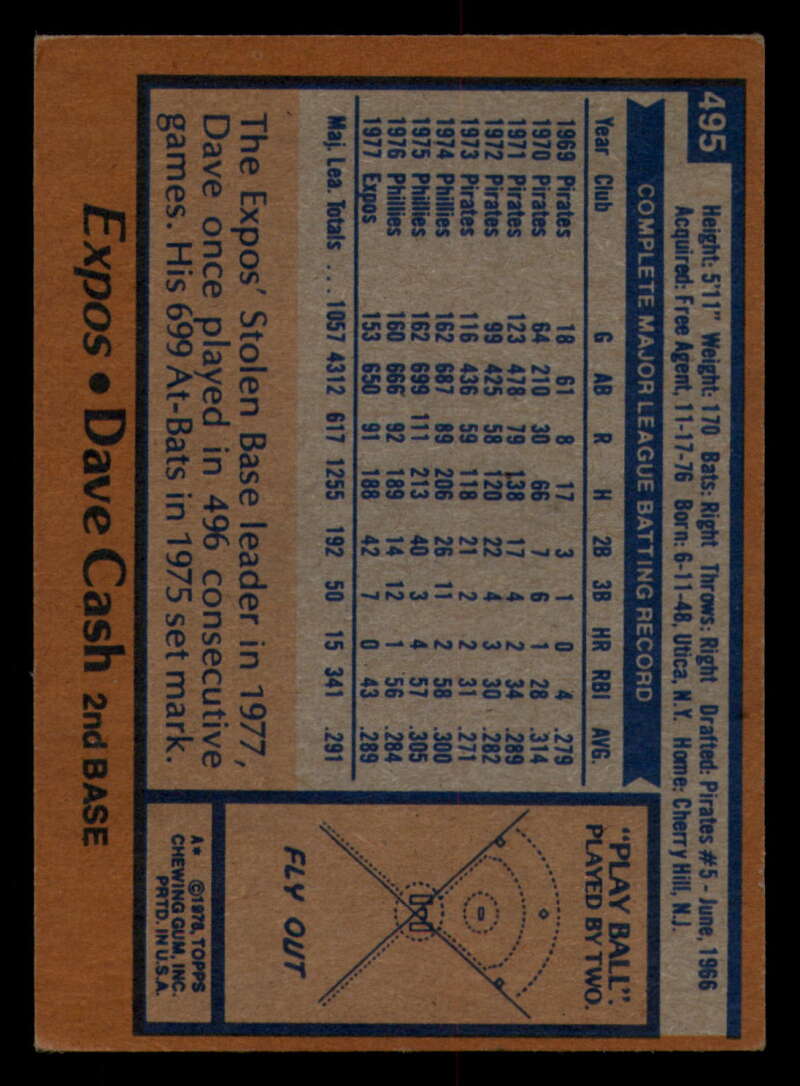 495
Height: 5'11" Weight: 170 Bats: Right Throws: Right Drafted: Pirates #5 - June, 1966
Acquired: Free Agent, 11-17-76 Born: 6-11-48, Utica, N.Y. Home: Cherry Hill, N.J.
COMPLETE MAJOR LEAGUE BATTING RECORD
Year Club G AB R H 2B 3B HR RBI AVG.
1969 Pirates 18 61 8 17 3 1 0 4 .279
1970 Pirates 64 210 30 66 7 6 1 28 .314
1971 Pirates 123 478 79 138 17 4 2 34 .289
1972 Pirates 99 425 58 120 22 4 3 30 .282
1973 Pirates 116 436 59 118 21 2 2 31 .271
1974 Phillies 162 687 89 206 26 11 2 58 .300
1975 Phillies 162 699 111 213 40 3 4 57 .305
1976 Phillies 160 666 92 189 14 12 1 56 .284
1977 Expos 153 650 91 188 42 7 0 43 .289
Maj. Lea. Totals ... 1057 4312 617 1255 192 50 15 341 .291
The Expos' Stolen Base leader in 1977,
Dave once played in 496 consecutive
games. His 699 At-Bats in 1975 set mark.
"PLAY BALL":
PLAYED BY TWO.
FLY OUT
A* ©1978, TOPPS
CHEWING GUM, INC.
PRTD. IN U.S.A.
Expos • Dave Cash 2nd BASE